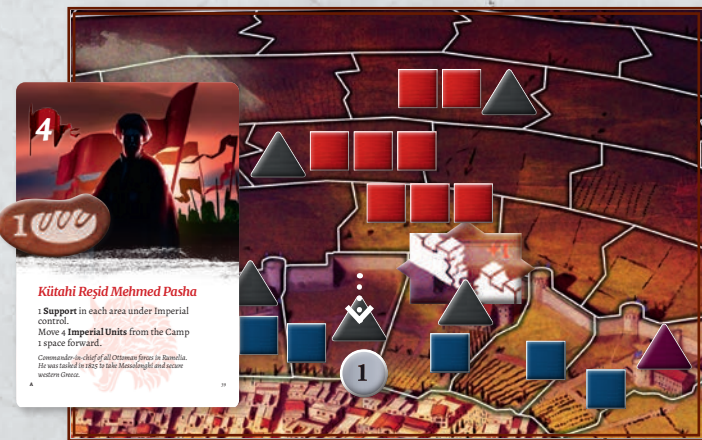 4
1
Kütahi Reşid Mehmed Pasha
1 Support in each area under Imperial
control.
Move 4 Imperial Units from the Camp
1 space forward.
Commander-in-chief of all Ottoman forces in Rumelia.
He was tasked in 1825 to take Messolonghi and secure
western Greece.
A
1